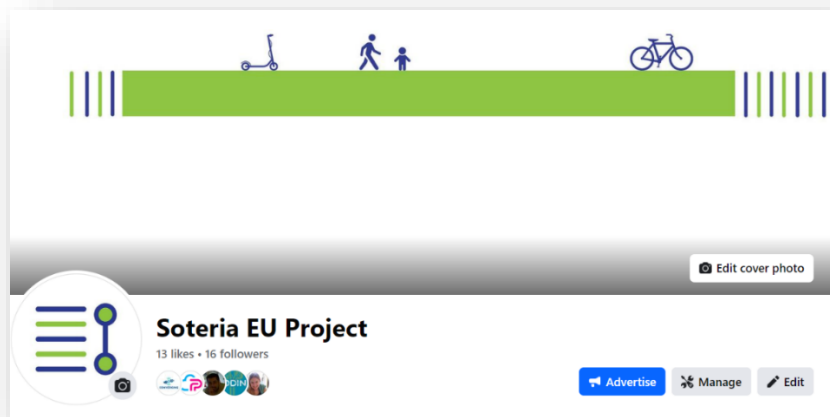 Edit cover photo
Soteria EU Project
13 likes • 16 followers
Advertise
Manage
Edit